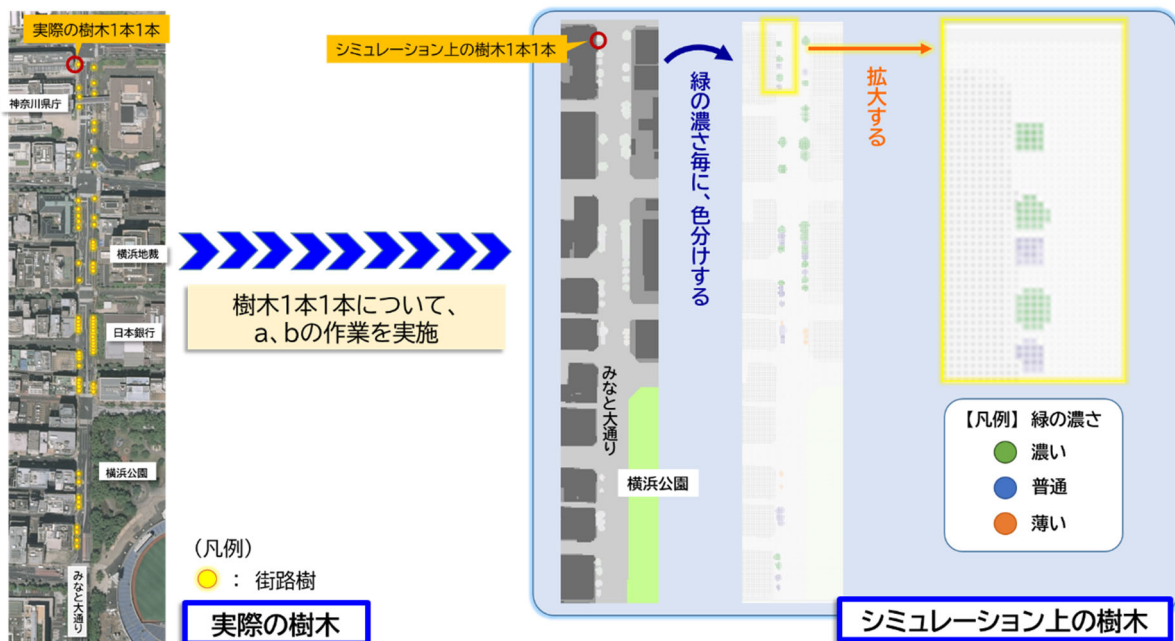 実際の樹木1本1本
神奈川県庁
横浜地裁
日本銀行
横浜公園
みなと大通り
樹木1本1本について、
a、bの作業を実施
(凡例)
: 街路樹
実際の樹木
シミュレーション上の樹木1本1本
みなと大通り
横浜公園
緑の濃さ毎に、色分けする
拡大する
【凡例】緑の濃さ
濃い
普通
薄い
シミュレーション上の樹木